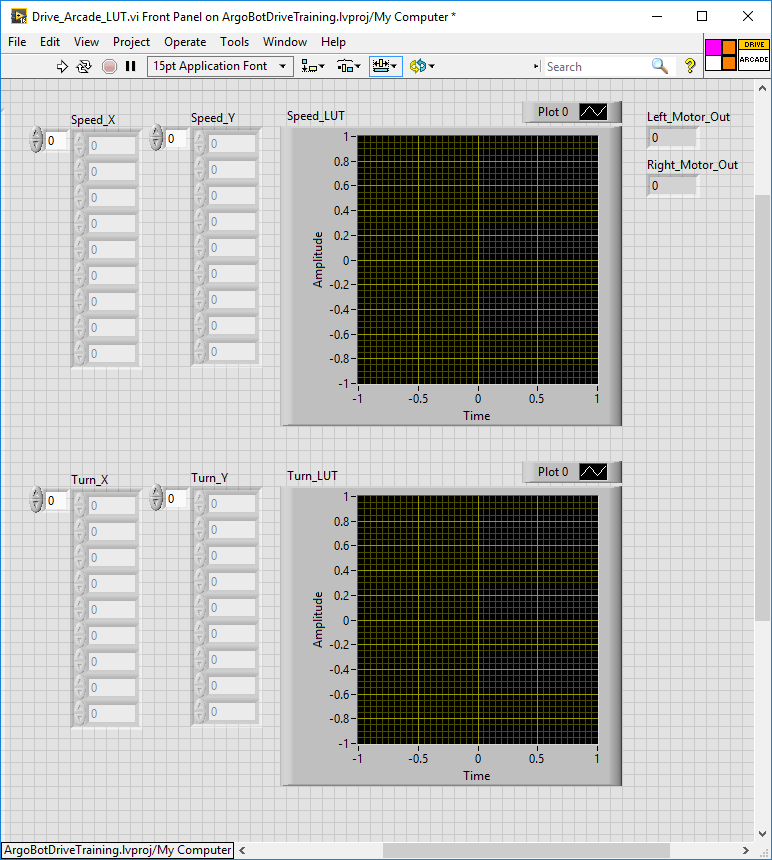 Drive_Arcade_LUT.vi Front Panel on ArgoBotDriveTraining.lvproj/My Computer *
File Edit View Project Operate Tools Window Help
15pt Application Font
Search
?
DRIVE
ARCADE
Speed_X
0
0
0
0
0
0
0
0
0
0
Speed_Y
0
0
0
0
0
0
0
0
0
0
Speed_LUT
Plot 0
Amplitude
1
0.8
0.6
0.4
0.2
0
-0.2
-0.4
-0.6
-0.8
-1
-1 -0.5 0 0.5 1
Time
Left_Motor_Out
0
Right_Motor_Out
0
Turn_X
0
0
0
0
0
0
0
0
0
0
Turn_Y
0
0
0
0
0
0
0
0
0
0
Turn_LUT
Plot 0
Amplitude
1
0.8
0.6
0.4
0.2
0
-0.2
-0.4
-0.6
-0.8
-1
-1 -0.5 0 0.5 1
Time
ArgoBotDriveTraining.lvproj/My Computer